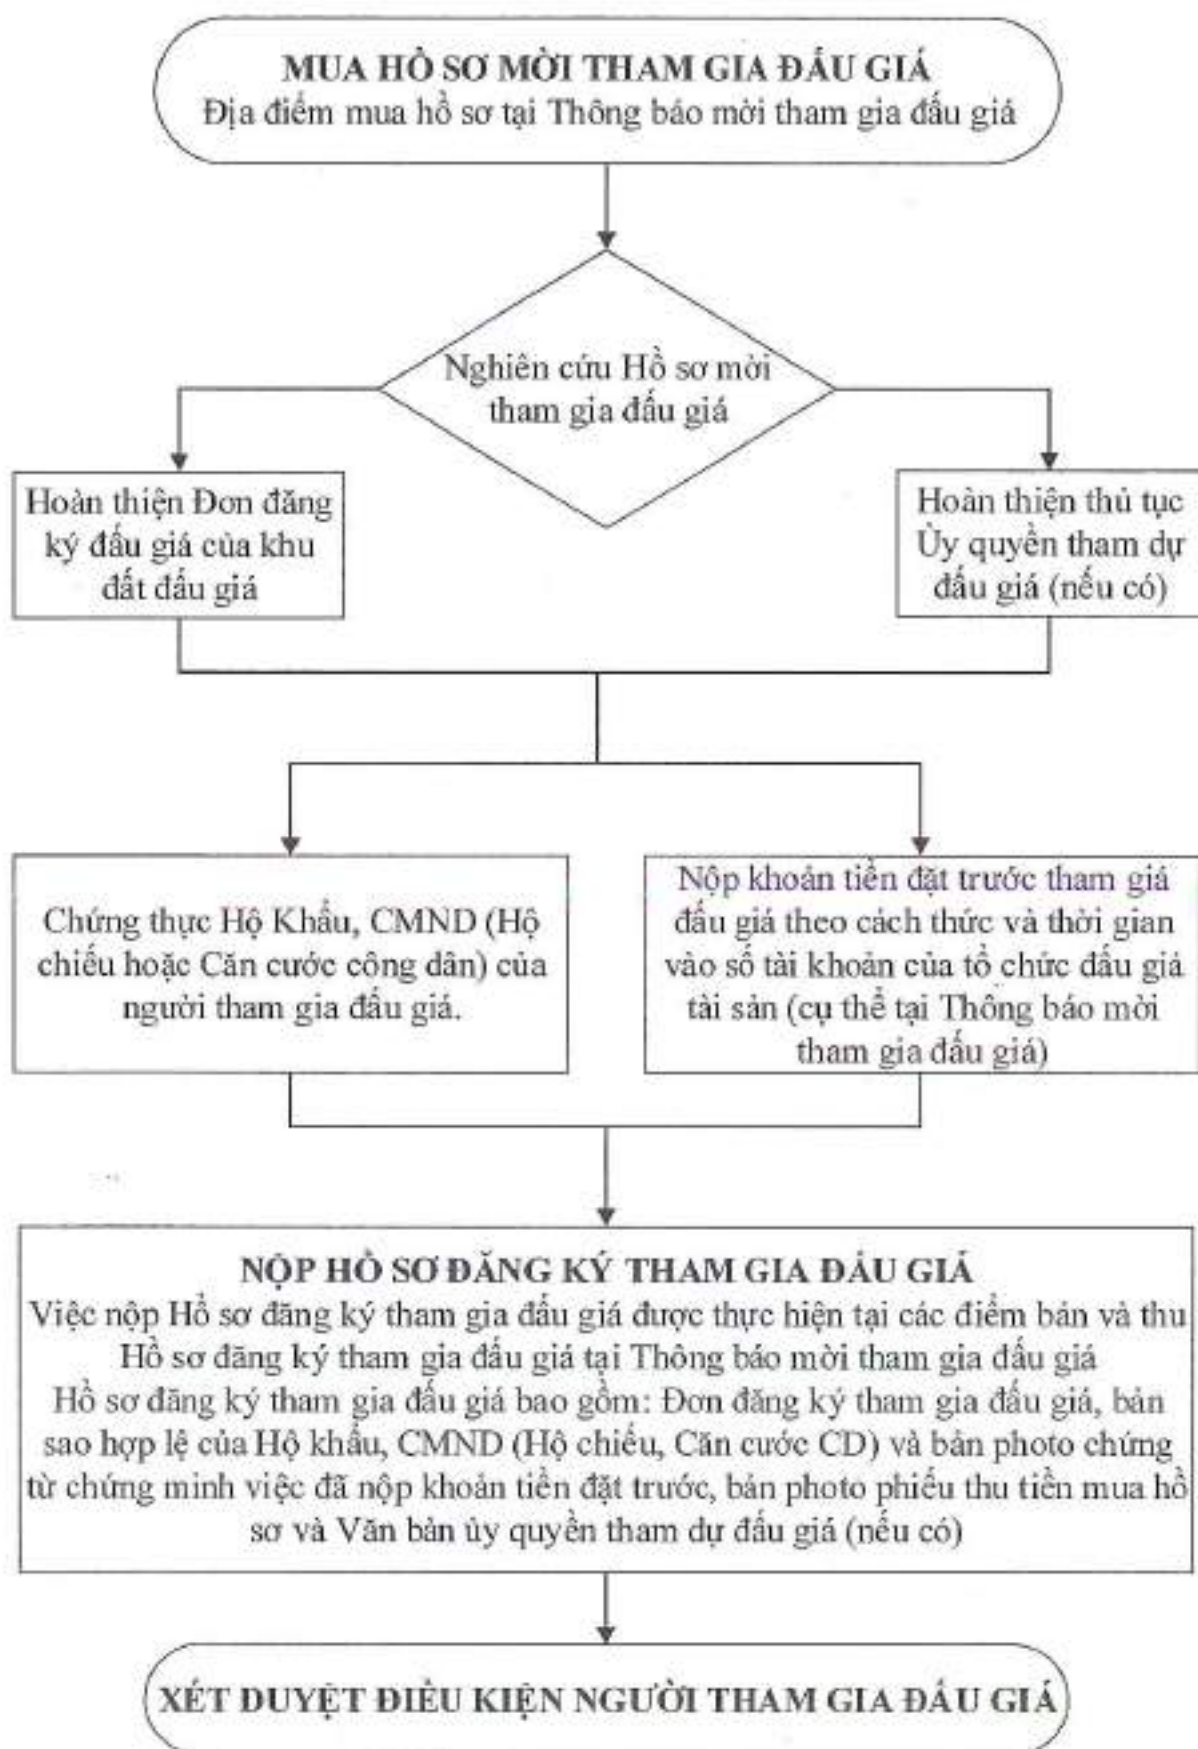 MUA HỒ SƠ MỜI THAM GIA ĐẤU GIÁ
Địa điểm mua hồ sơ tại Thông báo mời tham gia đấu giá
Nghiên cứu Hồ sơ mời
tham gia đấu giá
Hoàn thiện Đơn đăng
ký đấu giá của khu
đất đấu giá
Hoàn thiện thủ tục
Ủy quyền tham dự
đấu giá (nếu có)
Chứng thực Hộ Khẩu, CMND (Hộ
chiếu hoặc Căn cước công dân) của
người tham gia đấu giá.
Nộp khoản tiền đặt trước tham giá
đấu giá theo cách thức và thời gian
vào số tài khoản của tổ chức đấu giá
tài sản (cụ thể tại Thông báo mời
tham gia đấu giá)
NỘP HỒ SƠ ĐĂNG KÝ THAM GIA ĐẤU GIÁ
Việc nộp Hồ sơ đăng ký tham gia đấu giá được thực hiện tại các điểm bán và thu
Hồ sơ đăng ký tham gia đấu giá tại Thông báo mời tham gia đấu giá
Hồ sơ đăng ký tham gia đấu giá bao gồm: Đơn đăng ký tham gia đấu giá, bản
sao hợp lệ của Hộ khẩu, CMND (Hộ chiếu, Căn cước CD) và bản photo chứng
từ chứng minh việc đã nộp khoản tiền đặt trước, bản photo phiếu thu tiền mua hồ
sơ và Văn bản ủy quyền tham dự đấu giá (nếu có)
XÉT DUYỆT ĐIỀU KIỆN NGƯỜI THAM GIA ĐẤU GIÁ